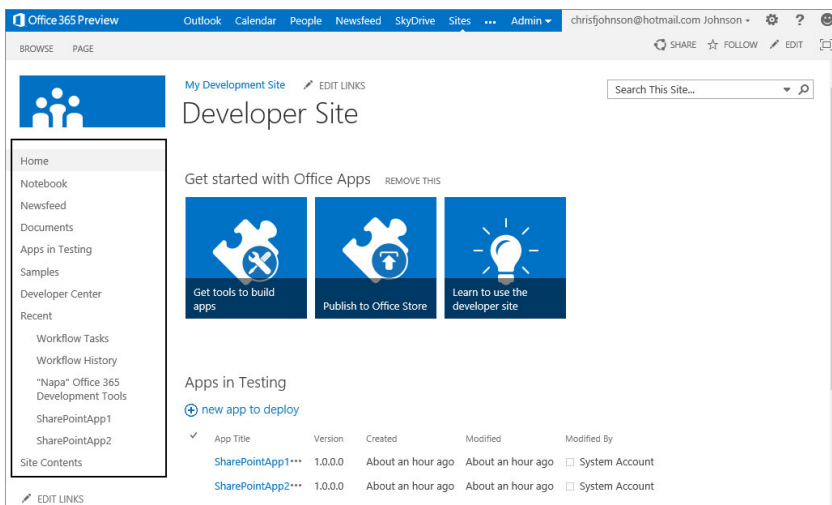 Office 365 Preview Outlook Calendar People Newsfeed SkyDrive Sites ••• Admin chrisfjohnson@hotmail.com Johnson ?
BROWSE PAGE SHARE FOLLOW EDIT
My Development Site EDIT LINKS
Search This Site...
Developer Site
Home
Notebook
Newsfeed
Documents
Apps in Testing
Samples
Developer Center
Recent
Workflow Tasks
Workflow History
"Napa" Office 365
Development Tools
SharePointApp1
SharePointApp2
Site Contents
EDIT LINKS
Get started with Office Apps REMOVE THIS
Get tools to build
apps
Publish to Office Store
Learn to use the
developer site
Apps in Testing
new app to deploy
App Title Version Created Modified Modified By
SharePointApp1••• 1.0.0.0 About an hour ago About an hour ago System Account
SharePointApp2••• 1.0.0.0 About an hour ago About an hour ago System Account